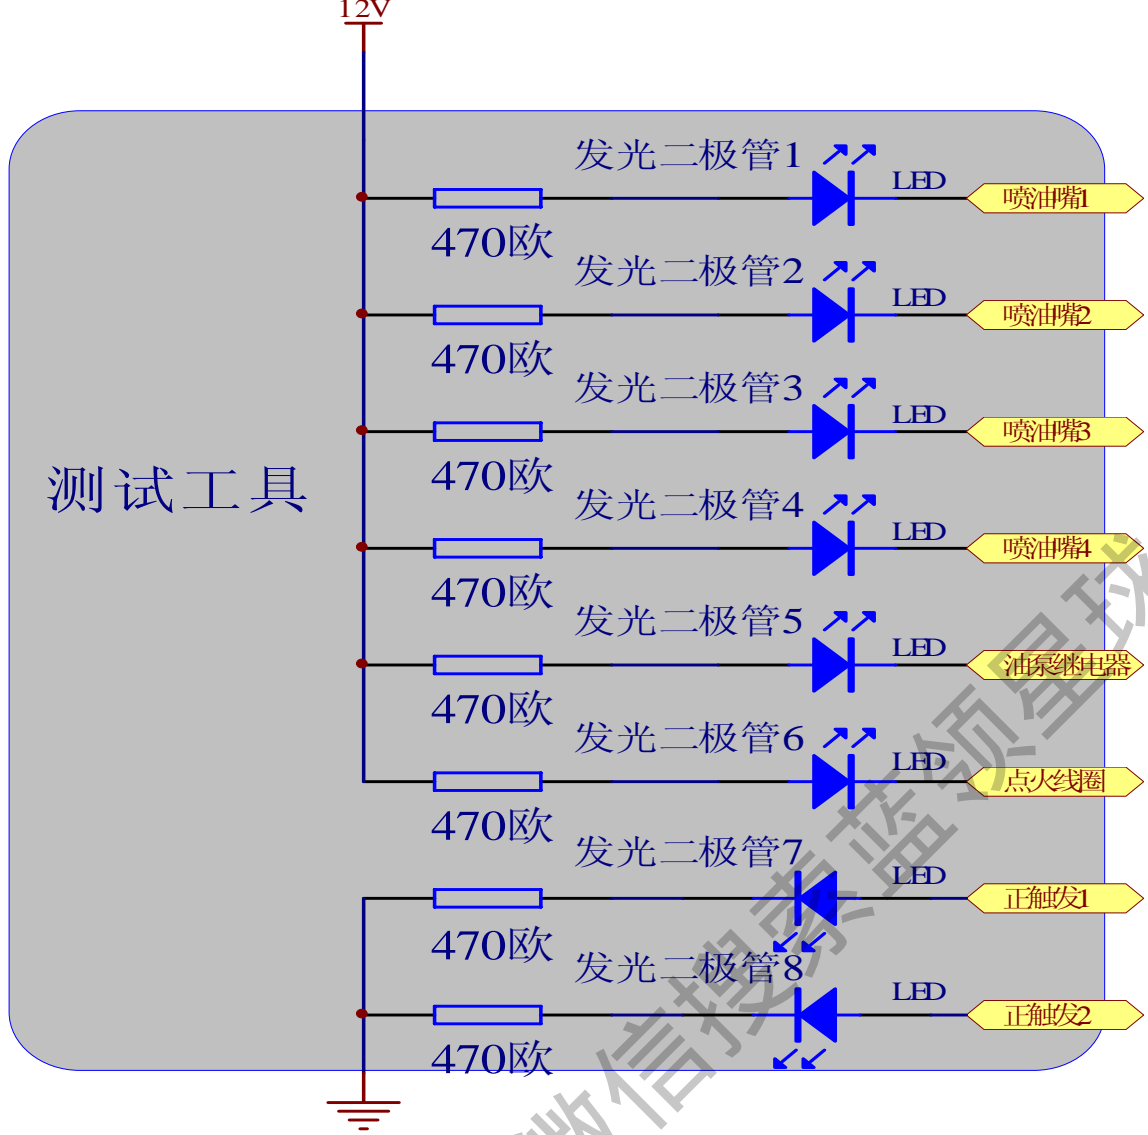 12V
发光二极管1
LED
喷油嘴1
470欧
发光二极管2
LED
喷油嘴2
470欧
发光二极管3
LED
喷油嘴3
470欧
测试工具
发光二极管4
LED
喷油嘴4
470欧
发光二极管5
LED
油泵继电器
470欧
发光二极管6
LED
点火线圈
470欧
发光二极管7
LED
正触发1
470欧
发光二极管8
LED
正触发2
470欧
微信搜索蓝领星球